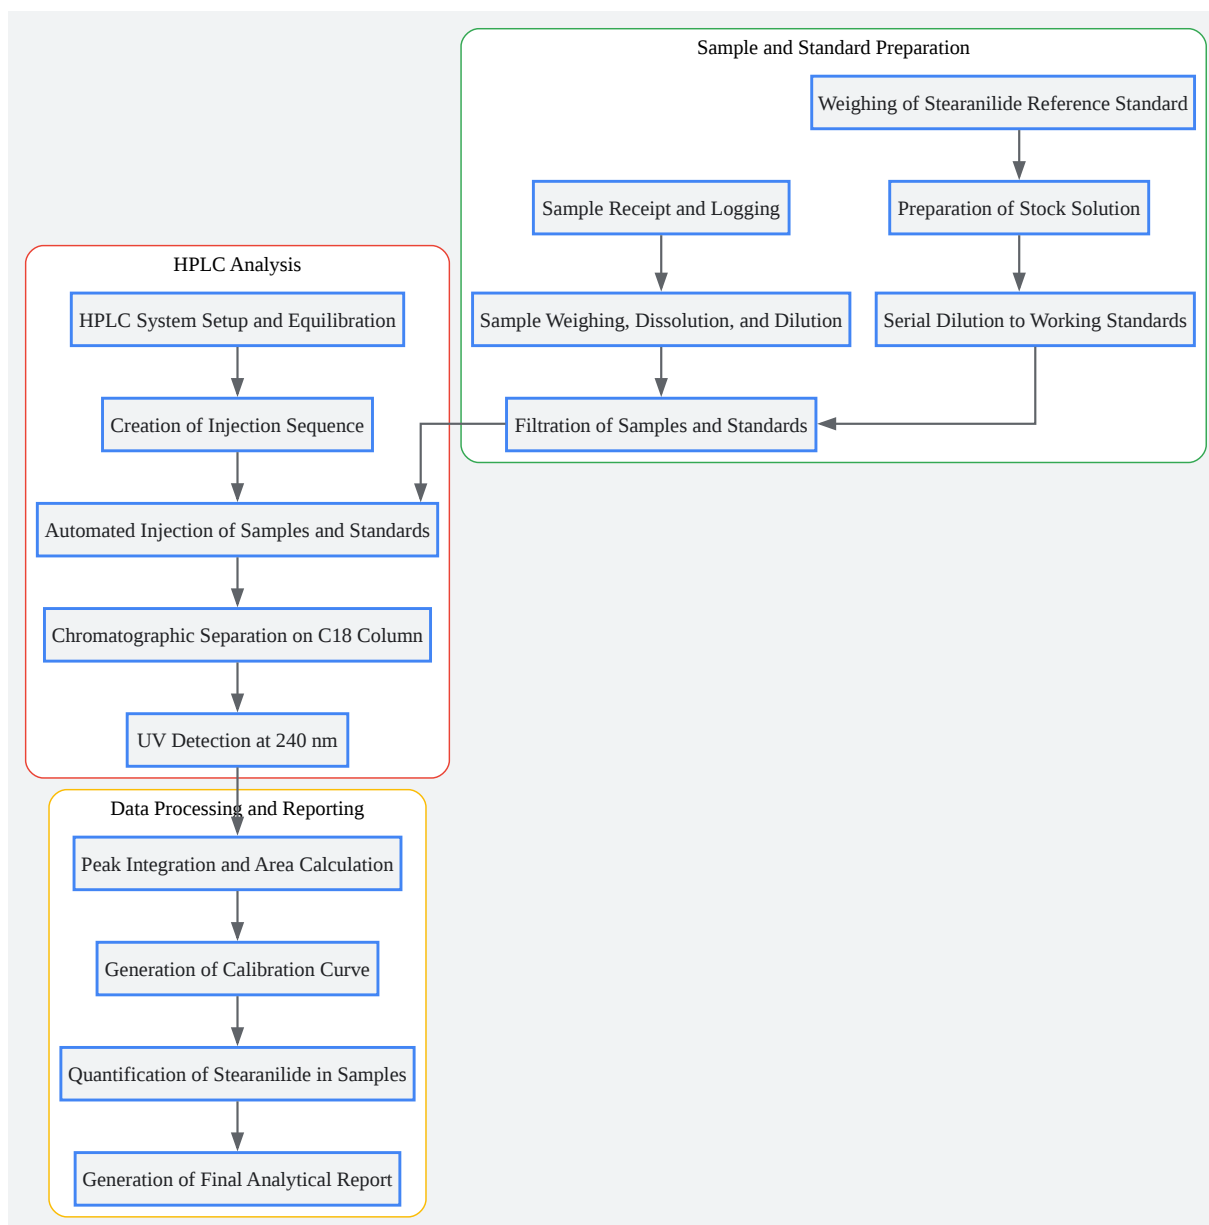 Sample and Standard Preparation
Weighing of Stearanilide Reference Standard
Sample Receipt and Logging
Preparation of Stock Solution
Sample Weighing, Dissolution, and Dilution
Serial Dilution to Working Standards
Filtration of Samples and Standards
HPLC Analysis
HPLC System Setup and Equilibration
Creation of Injection Sequence
Automated Injection of Samples and Standards
Chromatographic Separation on C18 Column
UV Detection at 240 nm
Data Processing and Reporting
Peak Integration and Area Calculation
Generation of Calibration Curve
Quantification of Stearanilide in Samples
Generation of Final Analytical Report